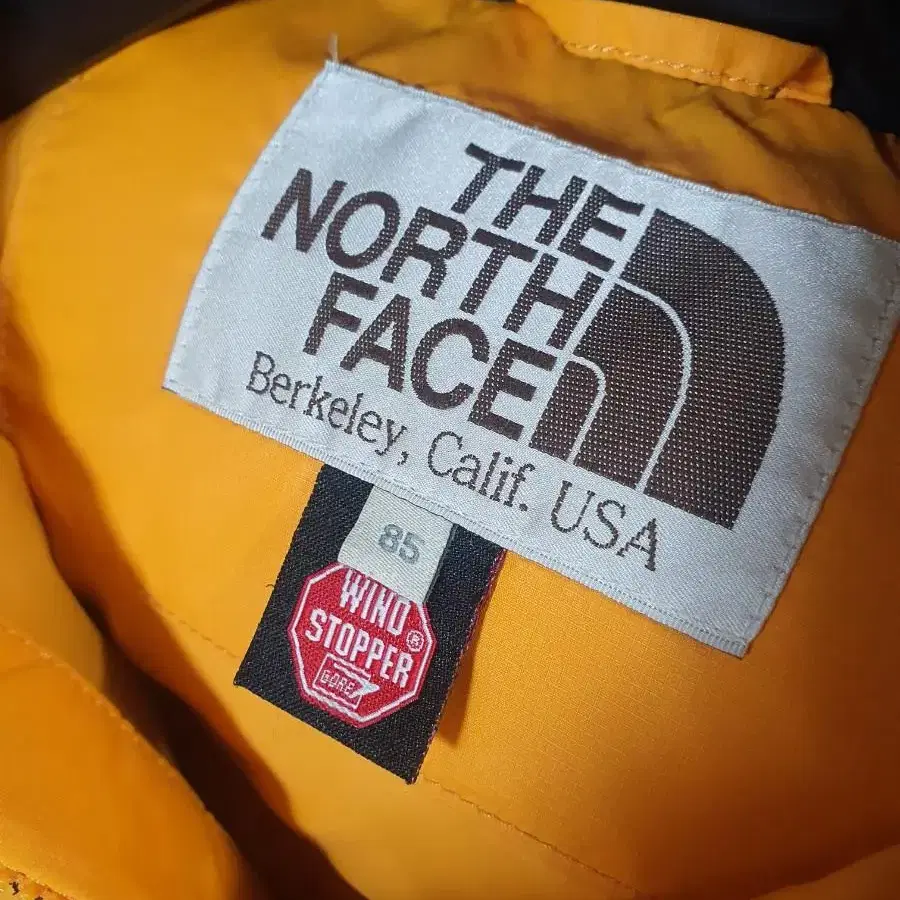 THE
NORTH
FACE
Berkeley, Calif. USA
85
WIND
STOPPER®
GORE